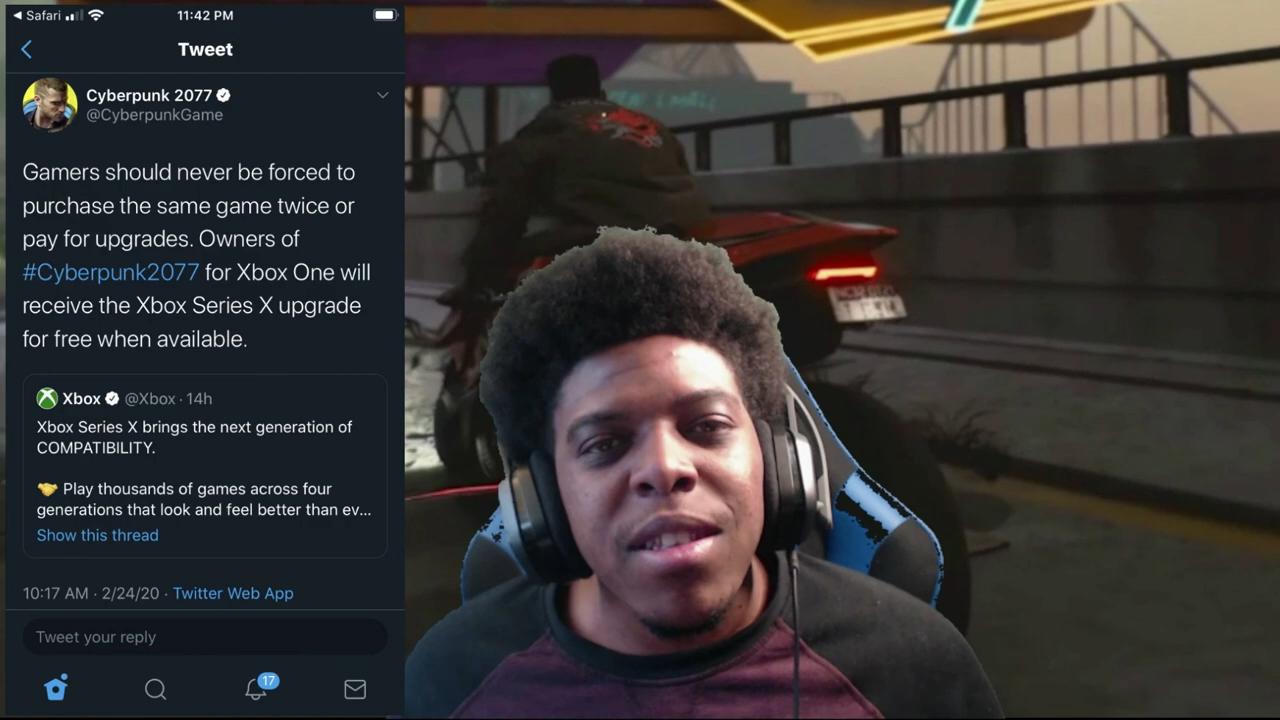 Safari
11:42 PM
Tweet
Cyberpunk 2077
@CyberpunkGame
Gamers should never be forced to
purchase the same game twice or
pay for upgrades. Owners of
#Cyberpunk2077 for Xbox One will
receive the Xbox Series X upgrade
for free when available.
Xbox @Xbox · 14h
Xbox Series X brings the next generation of
COMPATIBILITY.
🤝 Play thousands of games across four
generations that look and feel better than ev...
Show this thread
10:17 AM · 2/24/20 · Twitter Web App
Tweet your reply
17